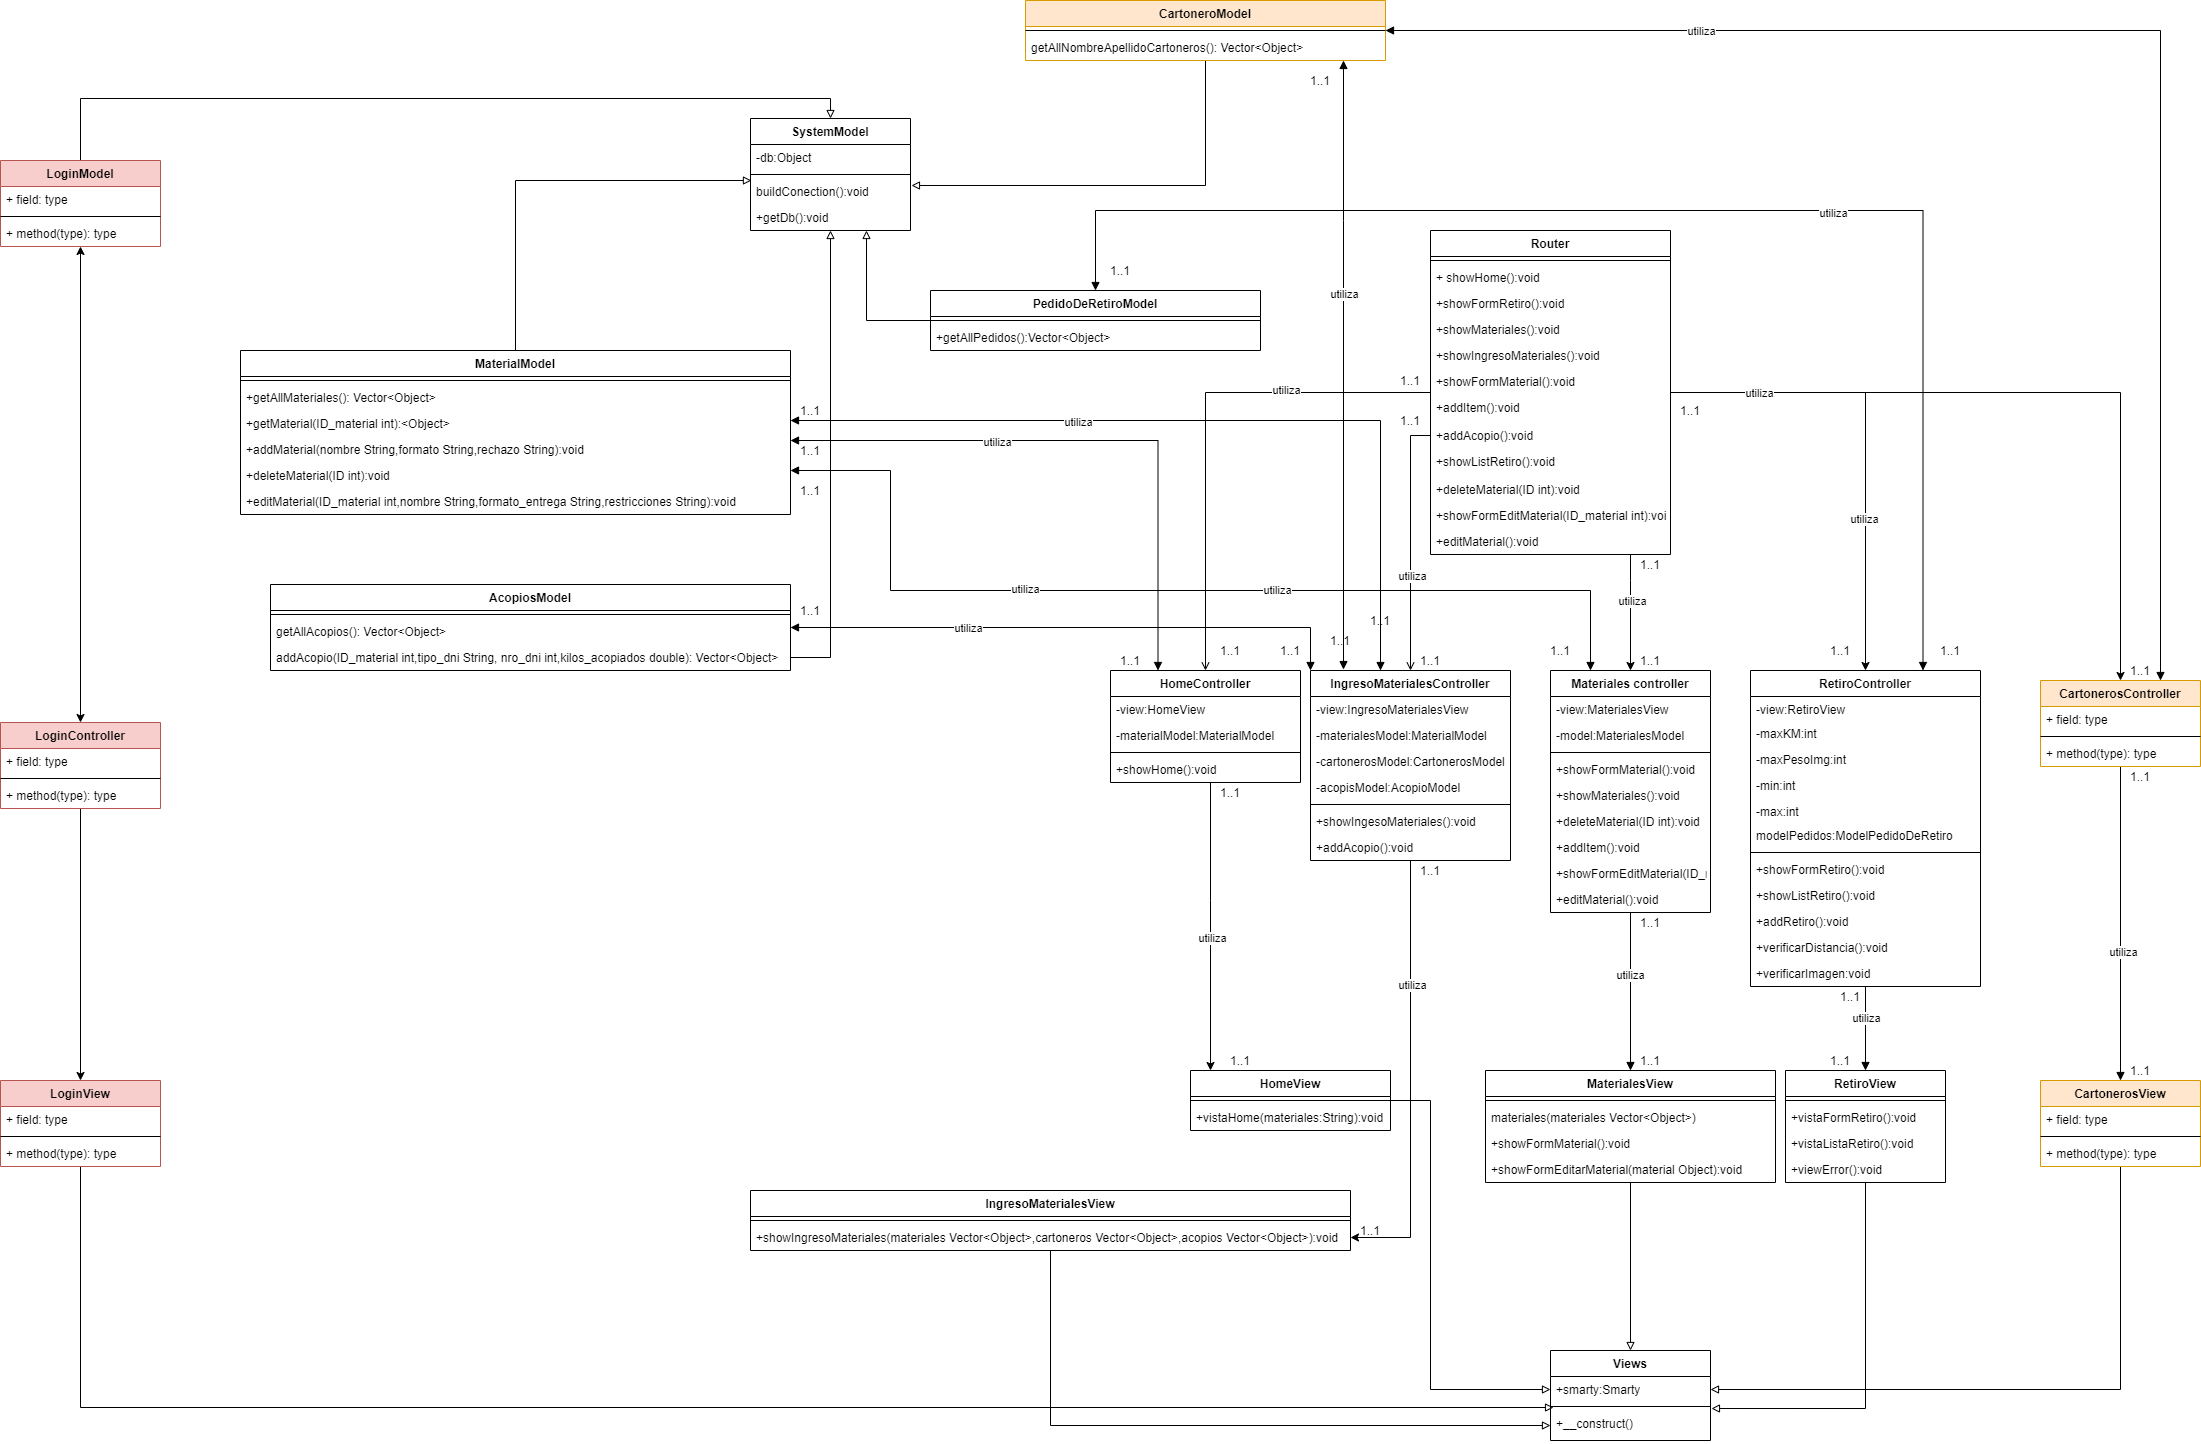 CartoneroModel
getAllNombreApellidoCartoneros(): Vector<Object>
utiliza
1..1
SystemModel
-db:Object
buildConection():void
+getDb():void
LoginModel
+ field: type
+ method(type): type
utiliza
Router
+ showHome():void
+showFormRetiro():void
+showMateriales():void
+showIngresoMateriales():void
+showFormMaterial():void
+addItem():void
+addAcopio():void
+showListRetiro():void
+deleteMaterial(ID int):void
+showFormEditMaterial(ID_material int):voi
+editMaterial():void
1..1
utiliza
PedidoDeRetiroModel
+getAllPedidos():Vector<Object>
MaterialModel
+getAllMateriales(): Vector<Object>
+getMaterial(ID_material int):<Object>
+addMaterial(nombre String,formato String,rechazo String):void
+deleteMaterial(ID int):void
+editMaterial(ID_material int,nombre String,formato_entrega String,restricciones String):void
utiliza
1..1
utiliza
1..1
1..1
utiliza
1..1
1..1
utiliza
utiliza
1..1
1..1
utiliza
1..1
utiliza
utiliza
utiliza
utiliza
AcopiosModel
getAllAcopios(): Vector<Object>
addAcopio(ID_material int,tipo_dni String, nro_dni int,kilos_acopiados double): Vector<Object>
1..1
utiliza
1..1
1..1
1..1
1..1
1..1
1..1
1..1
1..1
1..1
1..1
1..1
1..1
HomeController
-view:HomeView
-materialModel:MaterialModel
+showHome():void
1..1
IngresoMaterialesController
-view:IngresoMaterialesView
-materialesModel:MaterialModel
-cartonerosModel:CartonerosModel
-acopisModel:AcopioModel
+showIngesoMateriales():void
+addAcopio():void
1..1
Materiales controller
-view:MaterialesView
-model:MaterialesModel
+showFormMaterial():void
+showMateriales():void
+deleteMaterial(ID int):void
+addItem():void
+showFormEditMaterial(ID_
+editMaterial():void
1..1
RetiroController
-view:RetiroView
-maxKM:int
-maxPesoImg:int
-min:int
-max:int
modelPedidos:ModelPedidoDeRetiro
+showFormRetiro():void
+showListRetiro():void
+addRetiro():void
+verificarDistancia():void
+verificarImagen:void
1..1
CartonerosController
+ field: type
+ method(type): type
1..1
LoginController
+ field: type
+ method(type): type
utiliza
utiliza
utiliza
utiliza
utiliza
1..1
1..1
1..1
1..1
LoginView
+ field: type
+ method(type): type
HomeView
+vistaHome(materiales:String):void
MaterialesView
materiales(materiales Vector<Object>)
+showFormMaterial():void
+showFormEditarMaterial(material Object):void
RetiroView
+vistaFormRetiro():void
+vistaListaRetiro():void
+viewError():void
CartonerosView
+ field: type
+ method(type): type
IngresoMaterialesView
+showIngresoMateriales(materiales Vector<Object>,cartoneros Vector<Object>,acopios Vector<Object>):void
1..1
Views
+smarty:Smarty
+__construct()